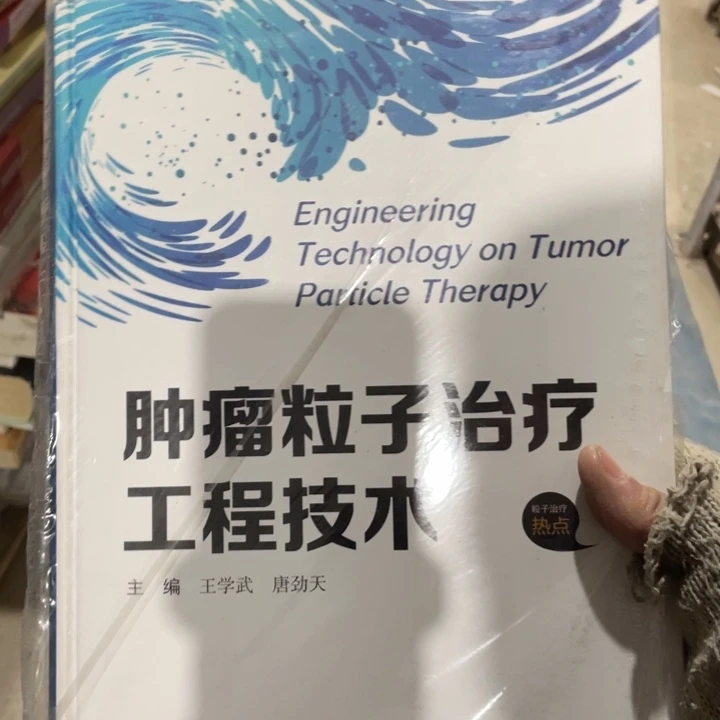 Engineering
Technology on Tumor
Particle Therapy
肿瘤粒子治疗
工程技术
粒子治疗
热点
主 编 王学武 唐劲天